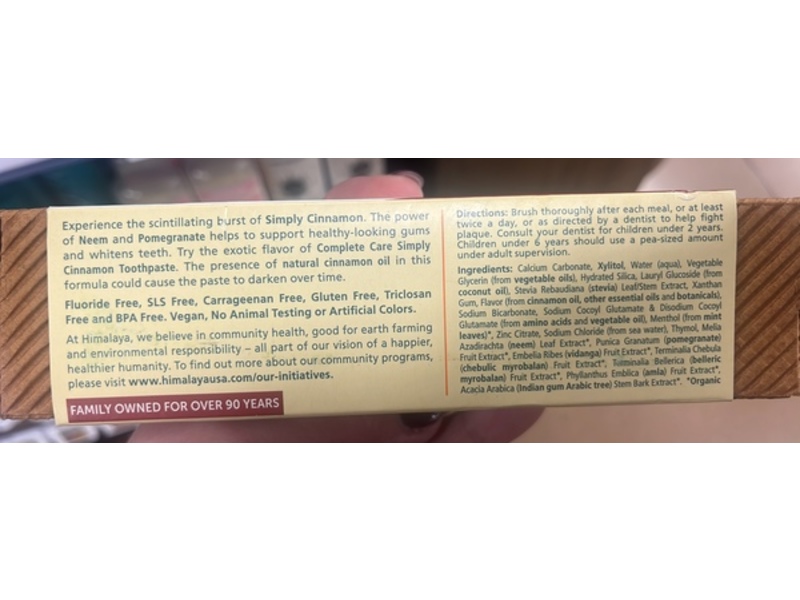 Experience the scintillating burst of Simply Cinnamon. The power
of Neem and Pomegranate helps to support healthy-looking gums
and whitens teeth. Try the exotic flavor of Complete Care Simply
Cinnamon Toothpaste. The presence of natural cinnamon oil in this
formula could cause the paste to darken over time.
Fluoride Free, SLS Free, Carrageenan Free, Gluten Free, Triclosan
Free and BPA Free. Vegan, No Animal Testing or Artificial Colors.
At Himalaya, we believe in community health, good for earth farming
and environmental responsibility – all part of our vision of a happier,
healthier humanity. To find out more about our community programs,
please visit www.himalayausa.com/our-initiatives.
FAMILY OWNED FOR OVER 90 YEARS
Directions: Brush thoroughly after each meal, or at least
twice a day, or as directed by a dentist to help fight
plaque. Consult your dentist for children under 2 years.
Children under 6 years should use a pea-sized amount
under adult supervision.
Ingredients: Calcium Carbonate, Xylitol, Water (aqua), Vegetable
Glycerin (from vegetable oils), Hydrated Silica, Lauryl Glucoside (from
coconut oil), Stevia Rebaudiana (stevia) Leaf/Stem Extract, Xanthan
Gum, Flavor (from cinnamon oil, other essential oils and botanicals),
Sodium Bicarbonate, Sodium Cocoyl Glutamate & Disodium Cocoyl
Glutamate (from amino acids and vegetable oil), Menthol (from mint
leaves)*, Zinc Citrate, Sodium Chloride (from sea water), Thymol, Melia
Azadirachta (neem) Leaf Extract*, Punica Granatum (pomegranate)
Fruit Extract*, Embelia Ribes (vidanga) Fruit Extract*, Terminalia Chebula
(chebulic myrobalan) Fruit Extract*, Terminalia Bellerica (belleric
myrobalan) Fruit Extract*, Phyllanthus Emblica (amla) Fruit Extract*,
Acacia Arabica (Indian gum Arabic tree) Stem Bark Extract*. *Organic